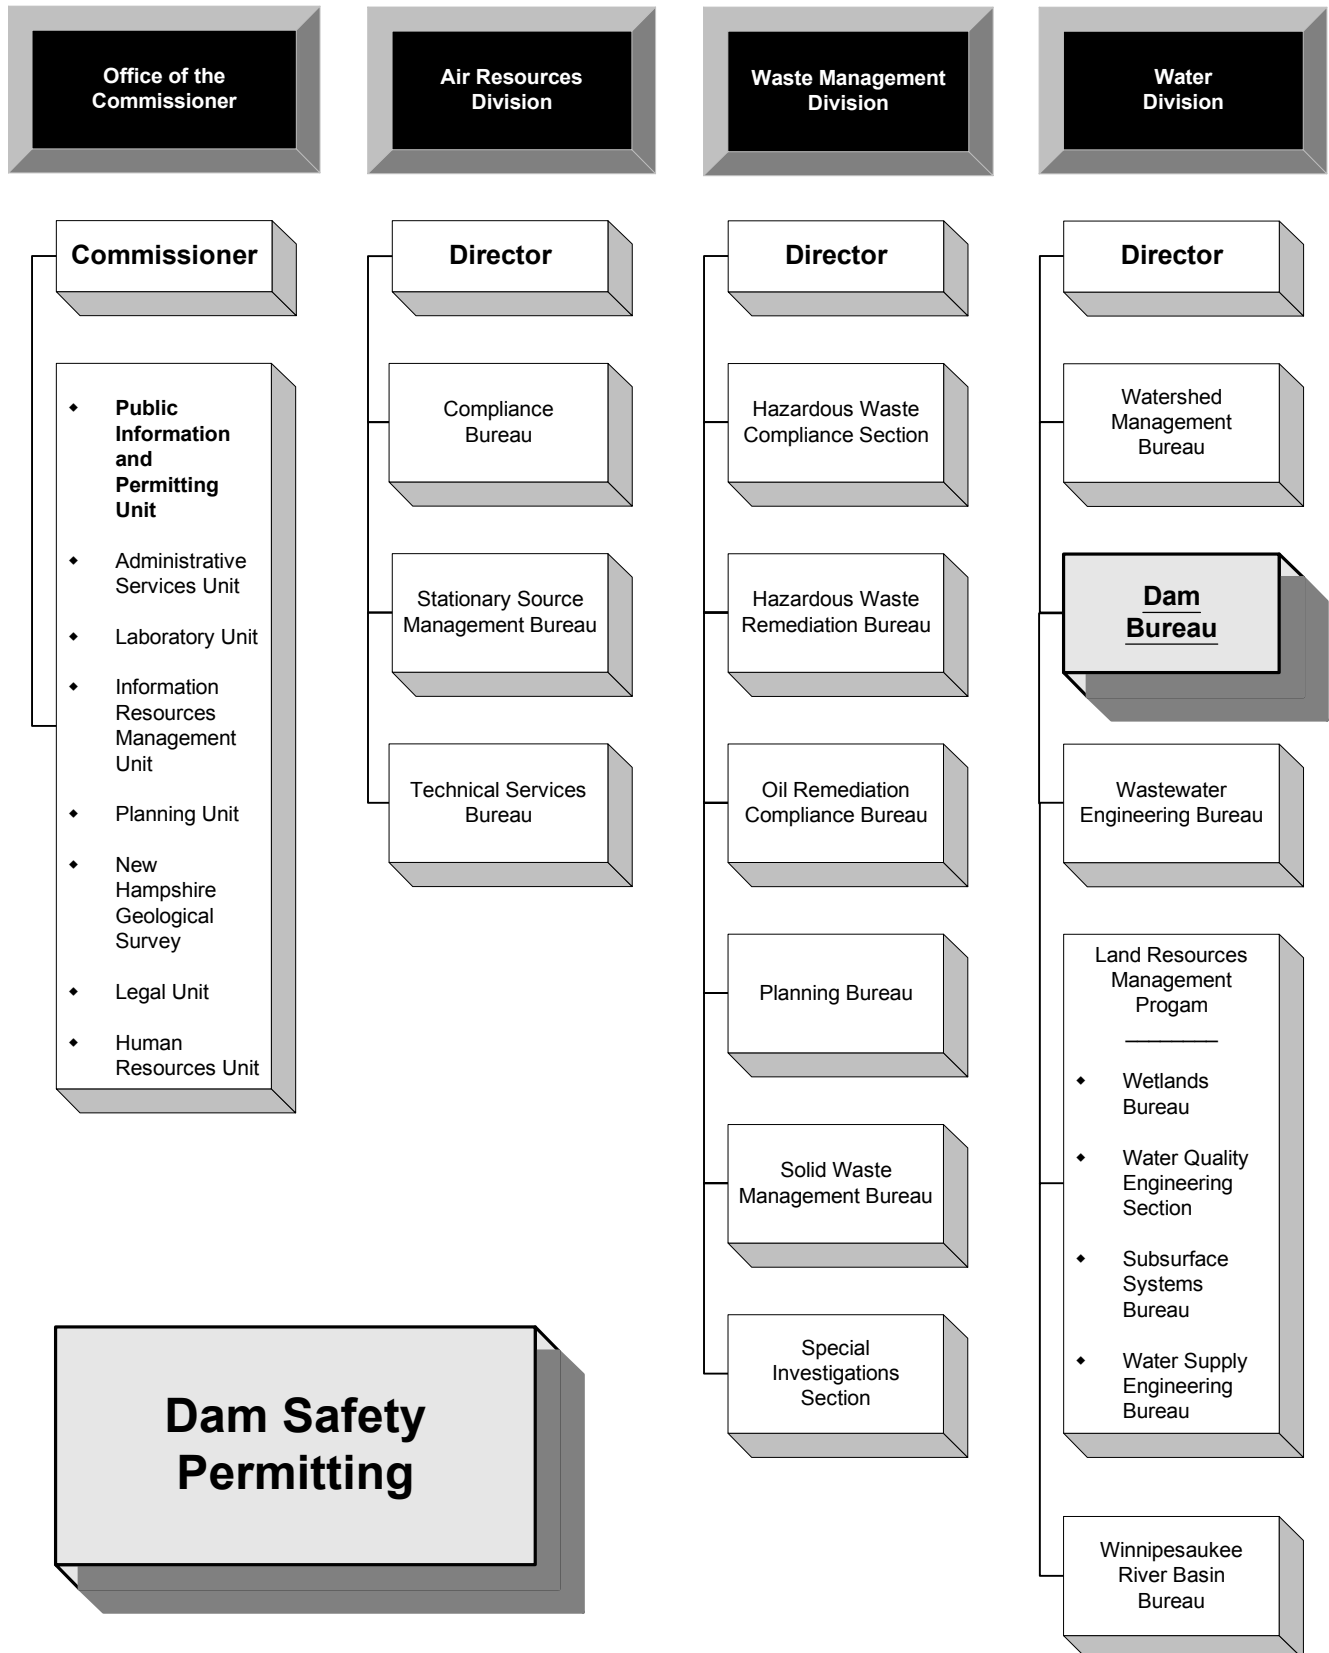 Office of the
Commissioner
Air Resources
Division
Waste Management
Division
Water
Division
Commissioner
◆ Public
Information
and
Permitting
Unit
◆ Administrative
Services Unit
◆ Laboratory Unit
◆ Information
Resources
Management
Unit
◆ Planning Unit
◆ New
Hampshire
Geological
Survey
◆ Legal Unit
◆ Human
Resources Unit
Director
Compliance
Bureau
Stationary Source
Management Bureau
Technical Services
Bureau
Director
Hazardous Waste
Compliance Section
Hazardous Waste
Remediation Bureau
Oil Remediation
Compliance Bureau
Planning Bureau
Solid Waste
Management Bureau
Special
Investigations
Section
Director
Watershed
Management
Bureau
Dam
Bureau
Wastewater
Engineering Bureau
Land Resources
Management
Progam
________
◆ Wetlands
Bureau
◆ Water Quality
Engineering
Section
◆ Subsurface
Systems
Bureau
◆ Water Supply
Engineering
Bureau
Winnipesaukee
River Basin
Bureau
Dam Safety
Permitting